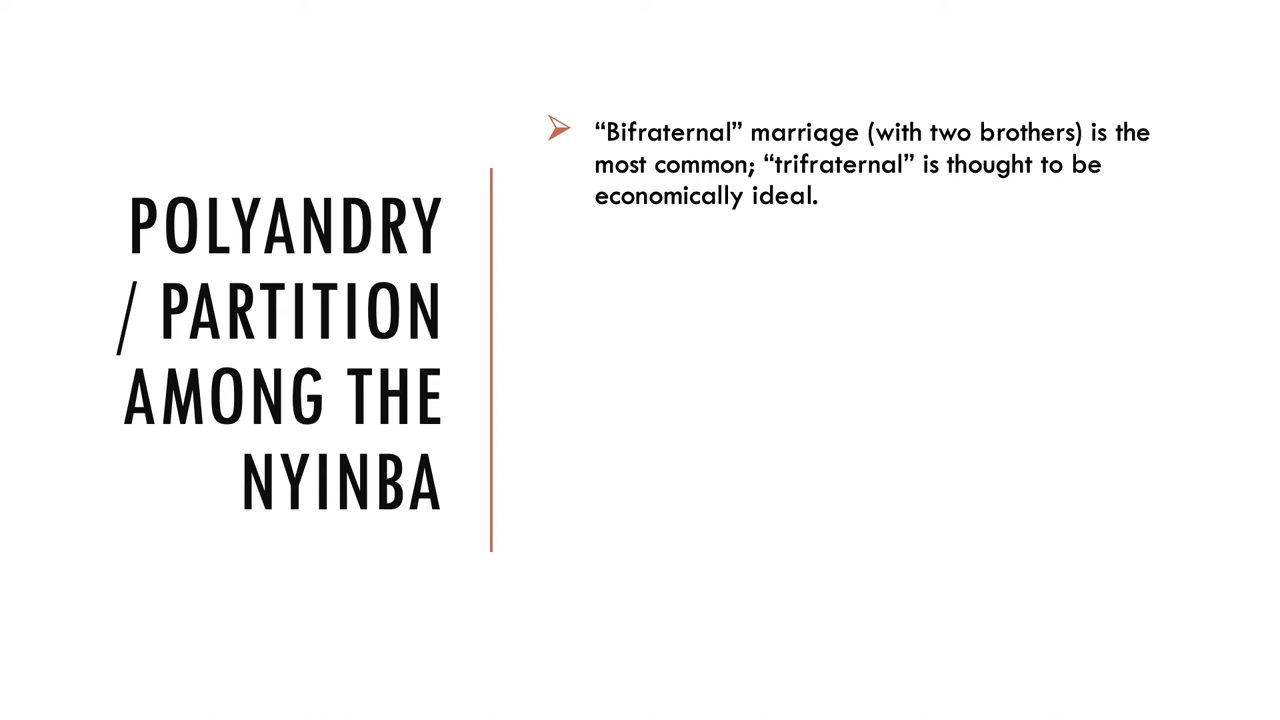 POLYANDRY
/ PARTITION
AMONG THE
NYINBA
“Bifraternal” marriage (with two brothers) is the
most common; “trifraternal” is thought to be
economically ideal.